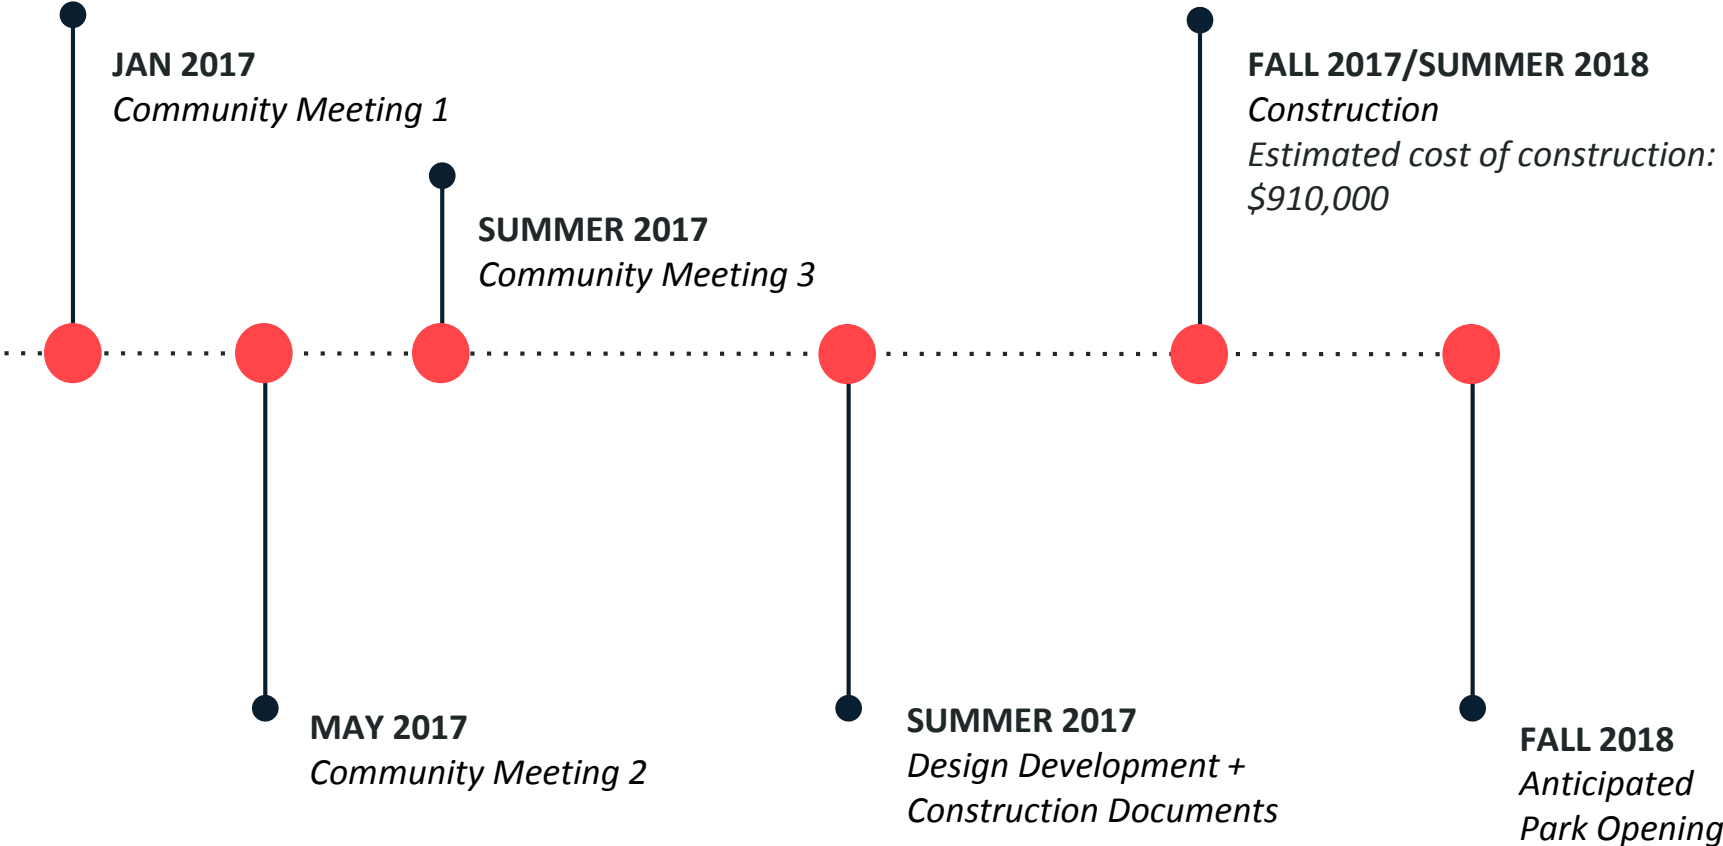 JAN 2017
Community Meeting 1
FALL 2017/SUMMER 2018
Construction
Estimated cost of construction:
$910,000
SUMMER 2017
Community Meeting 3
MAY 2017
Community Meeting 2
SUMMER 2017
Design Development +
Construction Documents
FALL 2018
Anticipated
Park Opening